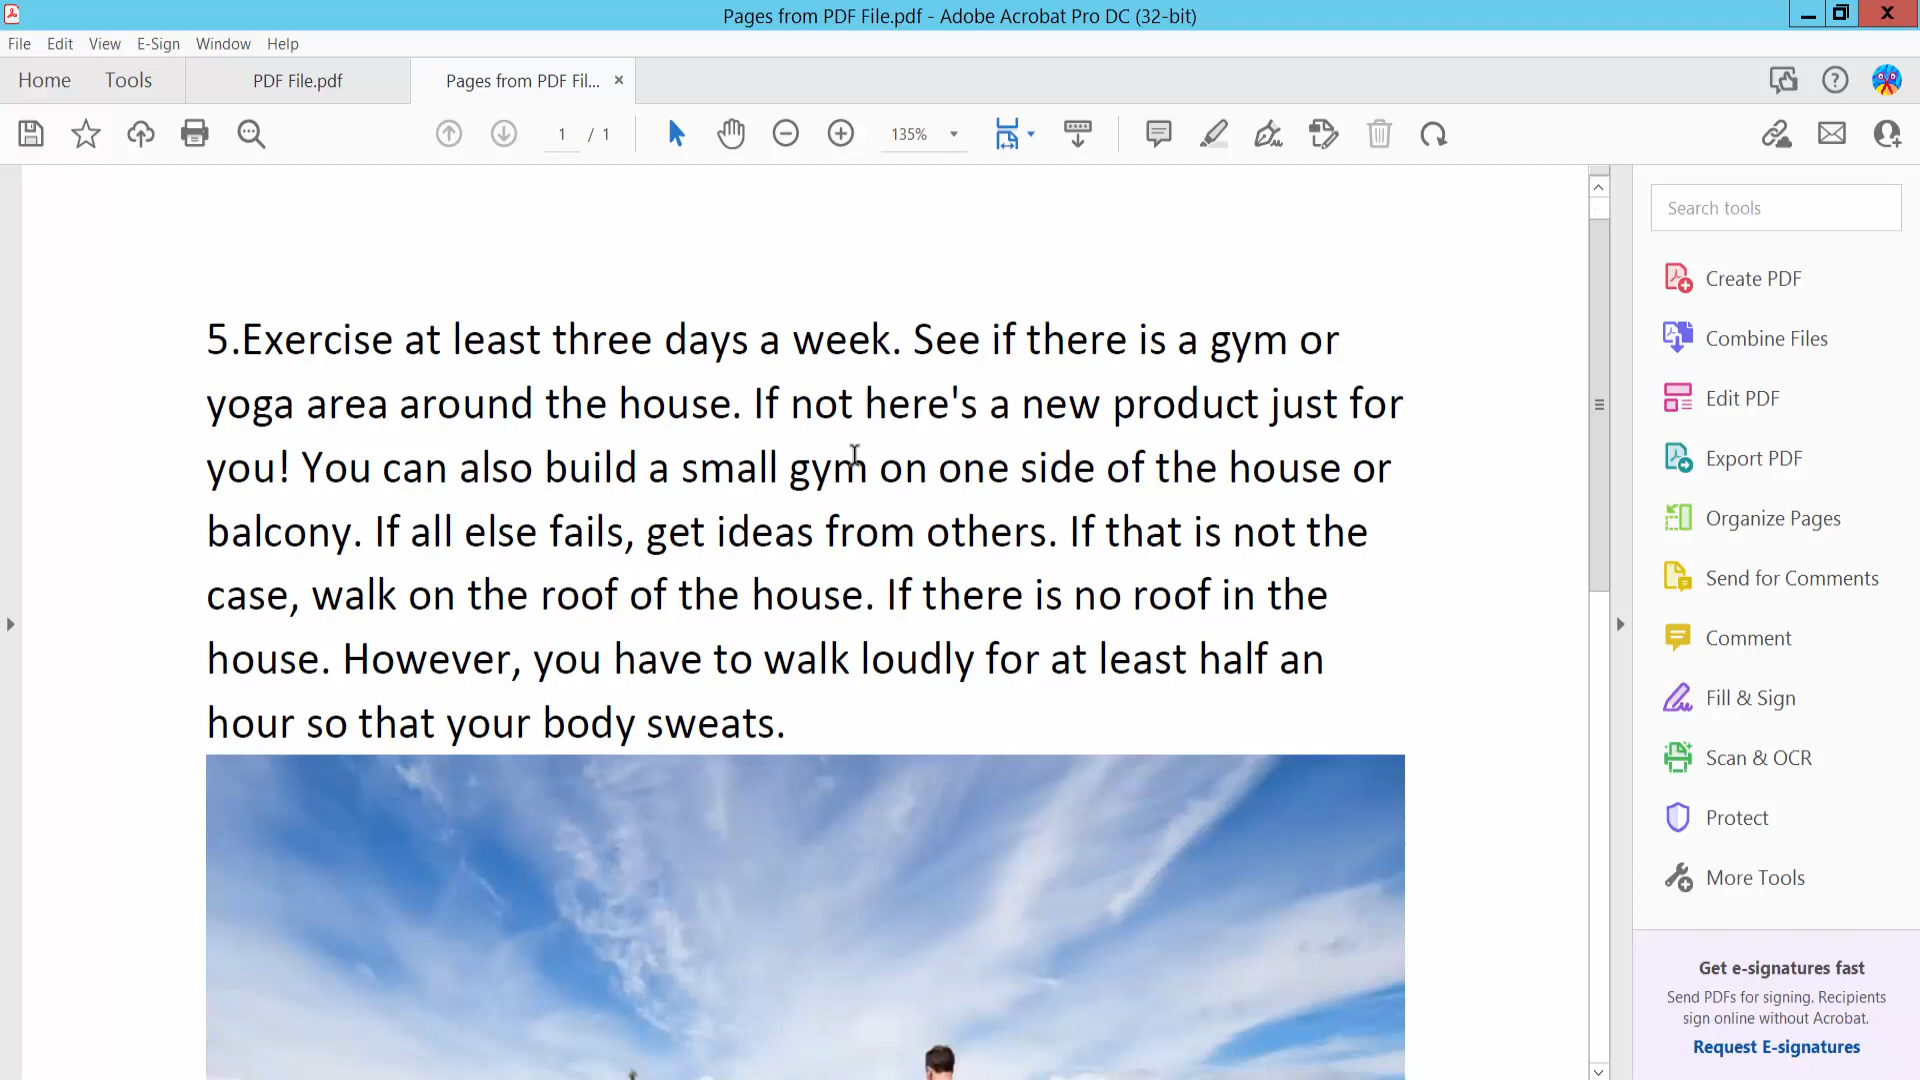 Pages from PDF File.pdf - Adobe Acrobat Pro DC (32-bit)
File Edit View E-Sign Window Help
Home Tools PDF File.pdf Pages from PDF Fil... ×
1 / 1 135%
5.Exercise at least three days a week. See if there is a gym or
yoga area around the house. If not here's a new product just for
you! You can also build a small gym on one side of the house or
balcony. If all else fails, get ideas from others. If that is not the
case, walk on the roof of the house. If there is no roof in the
house. However, you have to walk loudly for at least half an
hour so that your body sweats.
Search tools
Create PDF
Combine Files
Edit PDF
Export PDF
Organize Pages
Send for Comments
Comment
Fill & Sign
Scan & OCR
Protect
More Tools
Get e-signatures fast
Send PDFs for signing. Recipients
sign online without Acrobat.
Request E-signatures